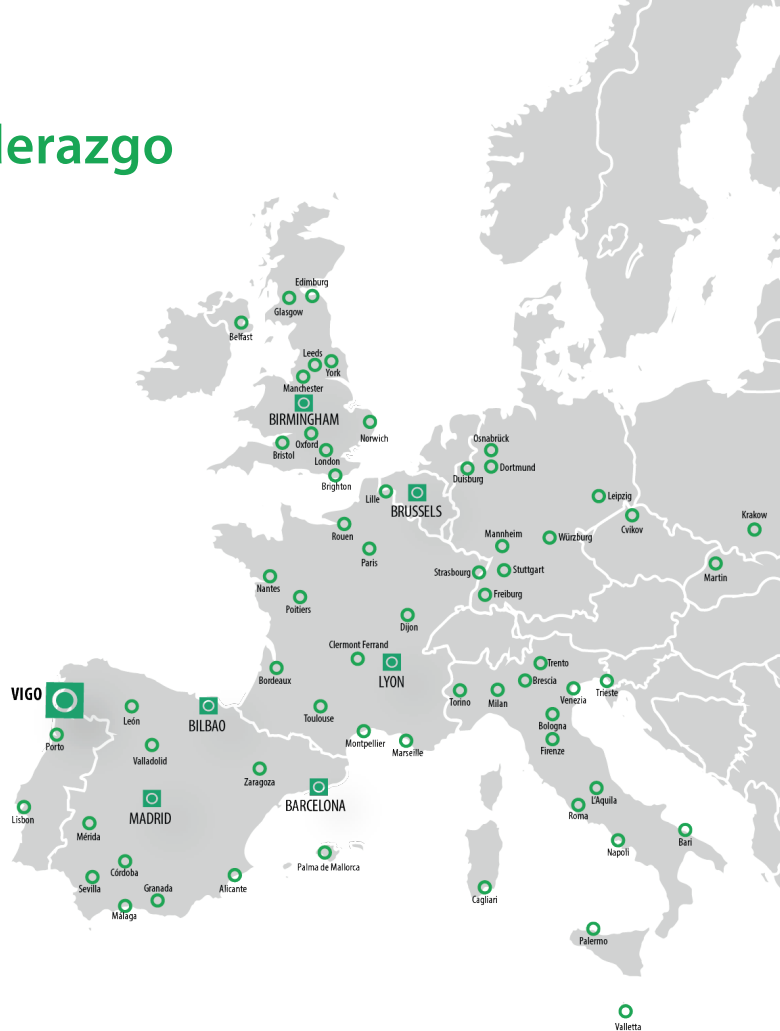 lerazgo
Edimburg
Glasgow
Belfast
Leeds
York
Manchester
BIRMINGHAM
Norwich
Oxford
Bristol
London
Brighton
Osnabrück
Duisburg
Dortmund
Lille
BRUSSELS
Leipzig
Cvikov
Krakow
Rouen
Paris
Mannheim
Würzburg
Strasbourg
Stuttgart
Martin
Freiburg
Nantes
Poitiers
Dijon
Clermont Ferrand
LYON
Bordeaux
Trento
Brescia
Trieste
Torino
Milan
Venezia
VIGO
León
BILBAO
Toulouse
Bologna
Porto
Valladolid
Montpellier
Marseille
Firenze
Zaragoza
BARCELONA
L'Aquila
Roma
MADRID
Lisbon
Mérida
Napoli
Bari
Palma de Mallorca
Córdoba
Sevilla
Granada
Alicante
Málaga
Cagliari
Palermo
Valletta